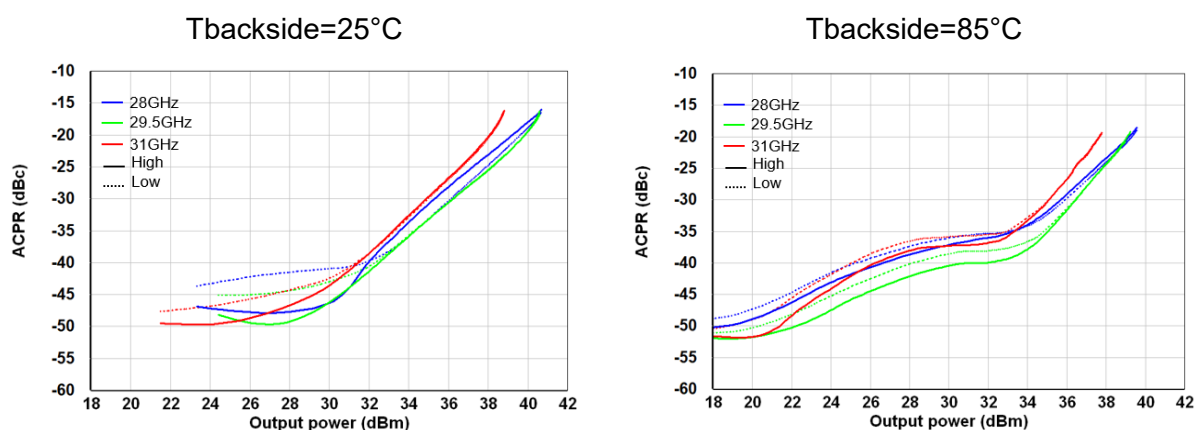 Tbackside=25°C
-10
-15
-20
-25
-30
-35
-40
-45
-50
-55
-60
ACPR (dBc)
28GHz
29.5GHz
31GHz
High
Low
18 20 22 24 26 28 30 32 34 36 38 40 42
Output power (dBm)
Tbackside=85°C
-10
-15
-20
-25
-30
-35
-40
-45
-50
-55
-60
ACPR (dBc)
28GHz
29.5GHz
31GHz
High
Low
18 20 22 24 26 28 30 32 34 36 38 40 42
Output power (dBm)